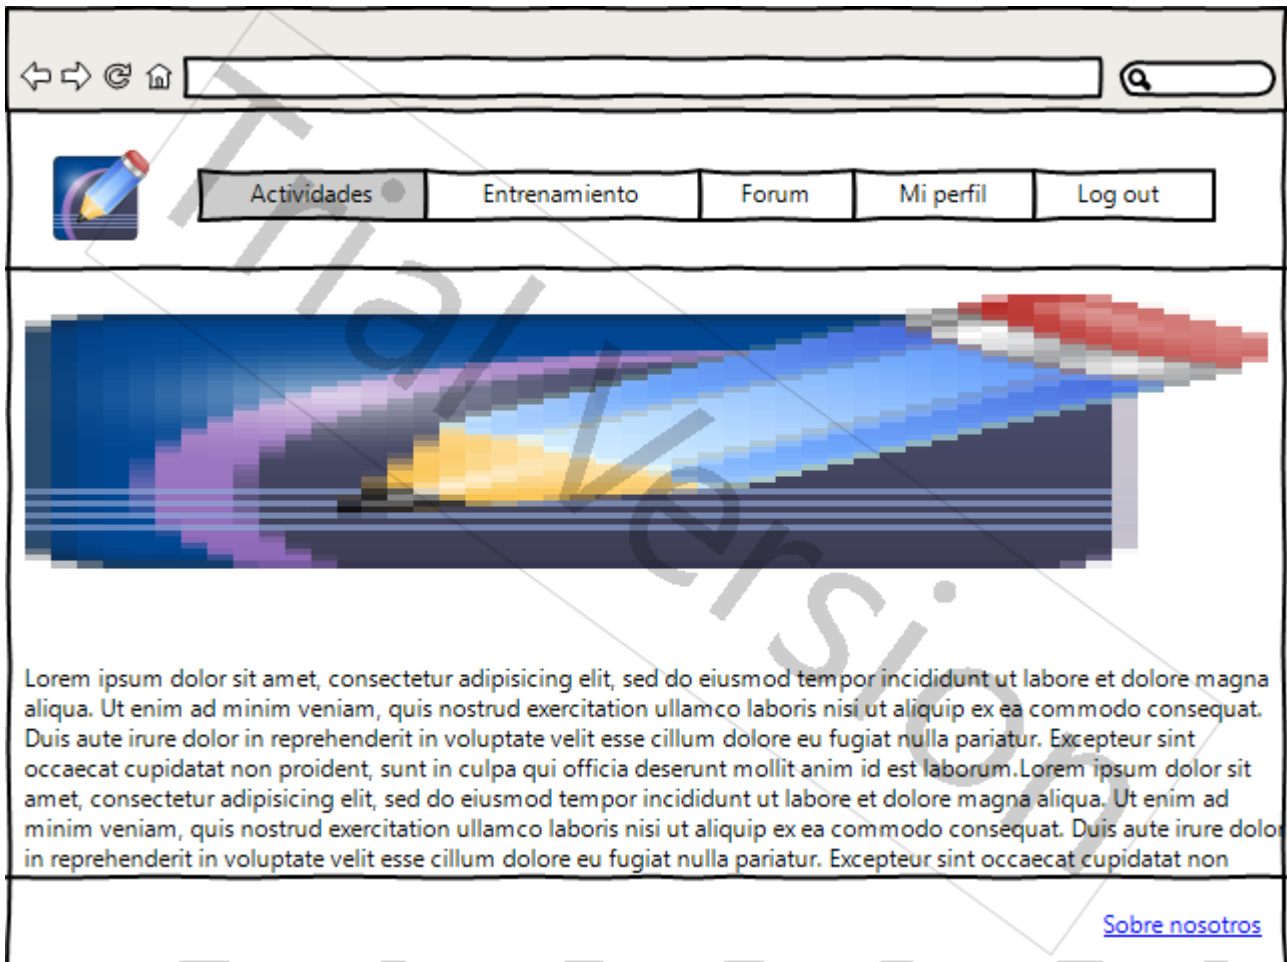 Actividades Entrenamiento Forum Mi perfil Log out
Trial Version
Lorem ipsum dolor sit amet, consectetur adipisicing elit, sed do eiusmod tempor incididunt ut labore et dolore magna
aliqua. Ut enim ad minim veniam, quis nostrud exercitation ullamco laboris nisi ut aliquip ex ea commodo consequat.
Duis aute irure dolor in reprehenderit in voluptate velit esse cillum dolore eu fugiat nulla pariatur. Excepteur sint
occaecat cupidatat non proident, sunt in culpa qui officia deserunt mollit anim id est laborum.Lorem ipsum dolor sit
amet, consectetur adipisicing elit, sed do eiusmod tempor incididunt ut labore et dolore magna aliqua. Ut enim ad
minim veniam, quis nostrud exercitation ullamco laboris nisi ut aliquip ex ea commodo consequat. Duis aute irure dolor
in reprehenderit in voluptate velit esse cillum dolore eu fugiat nulla pariatur. Excepteur sint occaecat cupidatat non
Sobre nosotros